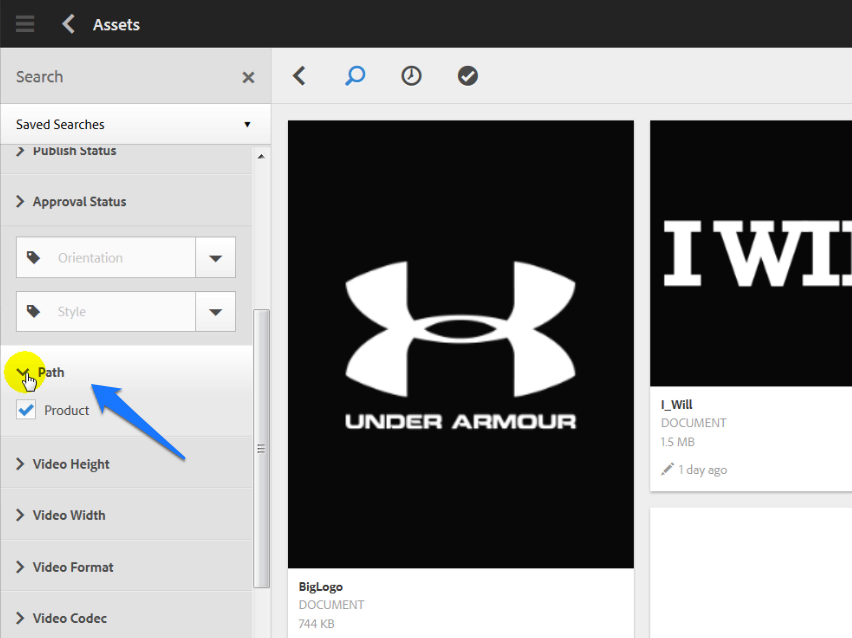 Assets
Search
Saved Searches
Publish Status
Approval Status
Orientation
Style
Path
Product
Video Height
Video Width
Video Format
Video Codec
UNDER ARMOUR
BigLogo
DOCUMENT
744 KB
I WI
I_Will
DOCUMENT
1.5 MB
1 day ago